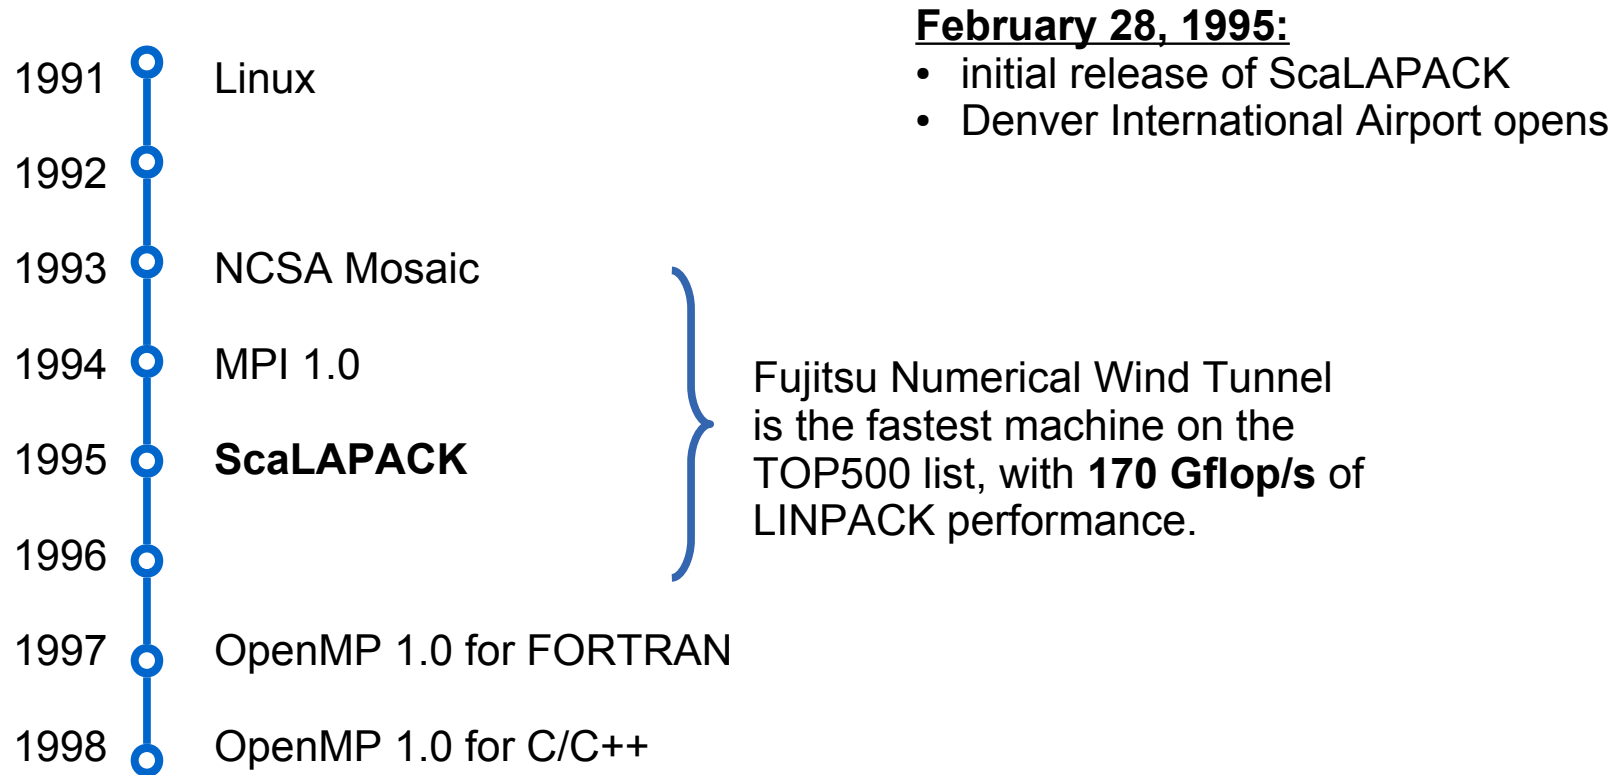 February 28, 1995:
• initial release of ScaLAPACK
• Denver International Airport opens
1991 Linux
1992
1993 NCSA Mosaic
1994 MPI 1.0
1995 ScaLAPACK
1996
1997 OpenMP 1.0 for FORTRAN
1998 OpenMP 1.0 for C/C++
Fujitsu Numerical Wind Tunnel
is the fastest machine on the
TOP500 list, with 170 Gflop/s of
LINPACK performance.